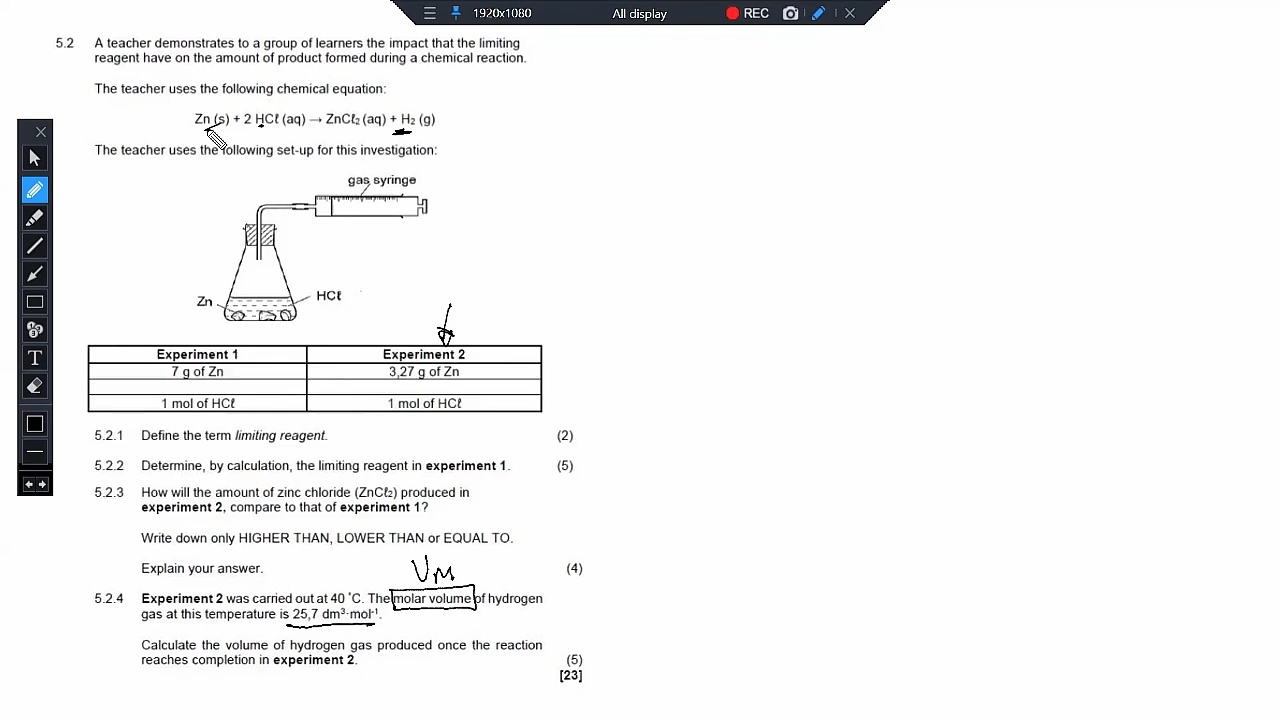 1920x1080 All display REC
5.2 A teacher demonstrates to a group of learners the impact that the limiting
reagent have on the amount of product formed during a chemical reaction.
The teacher uses the following chemical equation:
Zn (s) + 2 HCℓ (aq) → ZnCℓ₂ (aq) + H₂ (g)
The teacher uses the following set-up for this investigation:
gas syringe
Zn HCℓ
Experiment 1 Experiment 2
7 g of Zn 3,27 g of Zn
1 mol of HCℓ 1 mol of HCℓ
5.2.1 Define the term limiting reagent. (2)
5.2.2 Determine, by calculation, the limiting reagent in experiment 1. (5)
5.2.3 How will the amount of zinc chloride (ZnCℓ₂) produced in
experiment 2, compare to that of experiment 1?
Write down only HIGHER THAN, LOWER THAN or EQUAL TO.
Explain your answer. (4)
VM
5.2.4 Experiment 2 was carried out at 40 ˚C. The molar volume of hydrogen
gas at this temperature is 25,7 dm³·mol⁻¹.
Calculate the volume of hydrogen gas produced once the reaction
reaches completion in experiment 2. (5)
[23]
T